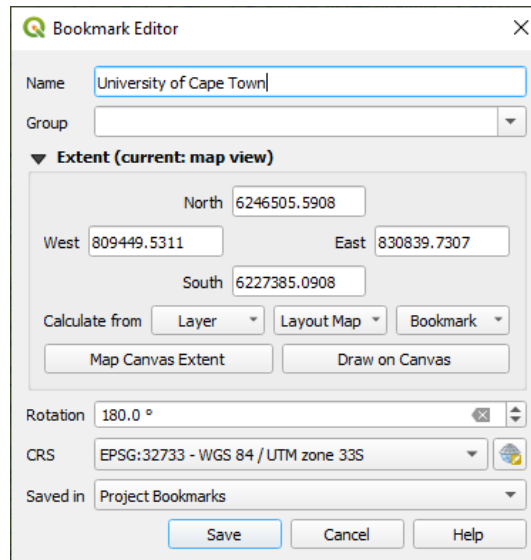 Bookmark Editor
Name University of Cape Town
Group
Extent (current: map view)
North 6246505.5908
West 809449.5311 East 830839.7307
South 6227385.0908
Calculate from Layer Layout Map Bookmark
Map Canvas Extent Draw on Canvas
Rotation 180.0 °
CRS EPSG:32733 - WGS 84 / UTM zone 33S
Saved in Project Bookmarks
Save Cancel Help